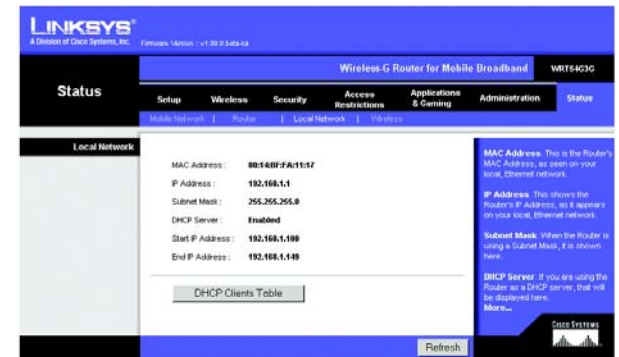 LINKSYS®
A Division of Cisco Systems, Inc.
Wireless-G Router for Mobile Broadband
WRT54G3G
Status
Setup
Wireless
Security
Access Restrictions
Applications & Gaming
Administration
Status
Mobile Network | Router | Local Network | Wireless
Local Network
MAC Address :
IP Address : 192.168.1.1
Subnet Mask : 255.255.255.0
DHCP Server : Enabled
Start IP Address : 192.168.1.100
End IP Address : 192.168.1.149
DHCP Clients Table
MAC Address. This is the Router's
MAC Address, as seen on your
local, Ethernet network.
IP Address. This shows the
Router's IP Address, as it appears
on your local, Ethernet network.
Subnet Mask. When the Router is
using a Subnet Mask, it is shown
here.
DHCP Server. If you are using the
Router as a DHCP server, that will
be displayed here.
More...
Refresh
CISCO SYSTEMS